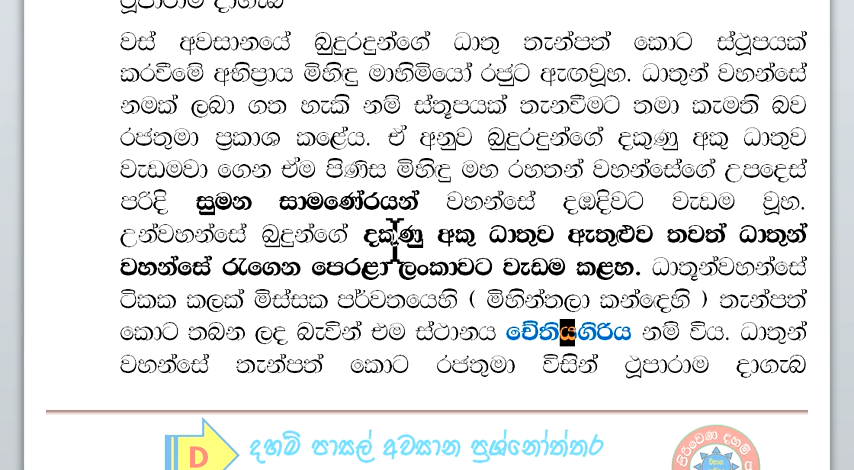 ථූපාරාම දාගැබ
වස් අවසානයේ බුදුරදුන්ගේ ධාතු තැන්පත් කොට ස්ථූපයක්
කරවීමේ අභිප්‍රාය මිහිඳු මාහිමියෝ රජුට ඇඟවූහ. ධාතුන් වහන්සේ
නමක් ලබා ගත හැකි නම් ස්තූපයක් තැනවීමට තමා කැමති බව
රජතුමා ප්‍රකාශ කළේය. ඒ අනුව බුදුරදුන්ගේ දකුණු අකු ධාතුව
වැඩමවා ගෙන ඒම පිණිස මිහිඳු මහ රහතන් වහන්සේගේ උපදෙස්
පරිදි සුමන සාමණේරයන් වහන්සේ දඹදිවට වැඩම වූහ.
උන්වහන්සේ බුදුන්ගේ දකුණු අකු ධාතුව ඇතුළුව තවත් ධාතුන්
වහන්සේ රැගෙන පෙරළා ලංකාවට වැඩම කළහ. ධාතූන්වහන්සේ
ටිකක කලක් මිස්සක පර්වතයෙහි ( මිහින්තලා කන්දෙහි ) තැන්පත්
කොට තබන ලද බැවින් එම ස්ථානය චේතියගිරිය නම් විය. ධාතුන්
වහන්සේ තැන්පත් කොට රජතුමා විසින් ථූපාරාම දාගැබ
D දහම් පාසල් අවසාන ප්‍රශ්නෝත්තර